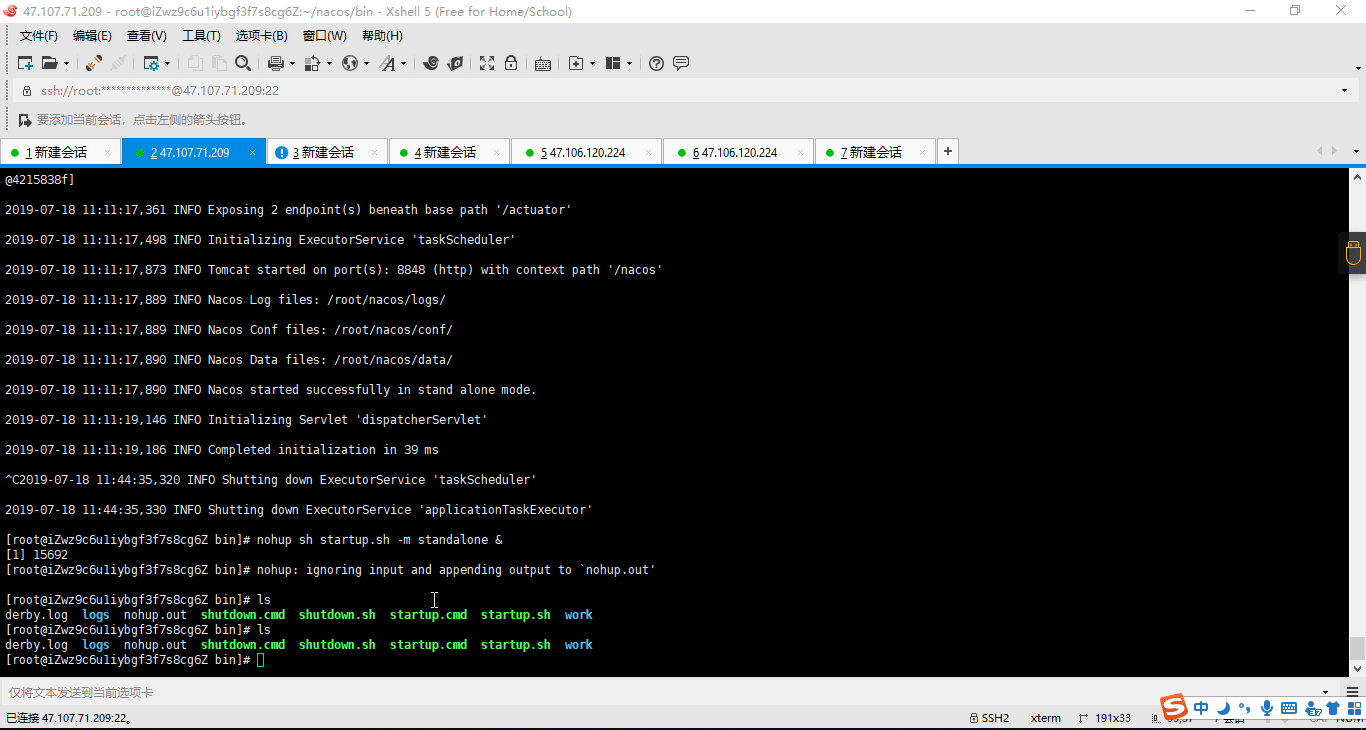 47.107.71.209 - root@iZwz9c6u1iybgf3f7s8cg6Z:~/nacos/bin - Xshell 5 (Free for Home/School)
文件(F) 编辑(E) 查看(V) 工具(T) 选项卡(B) 窗口(W) 帮助(H)
ssh://root:**************@47.107.71.209:22
要添加当前会话，点击左侧的箭头按钮。
1 新建会话 2 47.107.71.209 3 新建会话 4 新建会话 5 47.106.120.224 6 47.106.120.224 7 新建会话
@4215838f]
2019-07-18 11:11:17,361 INFO Exposing 2 endpoint(s) beneath base path '/actuator'
2019-07-18 11:11:17,498 INFO Initializing ExecutorService 'taskScheduler'
2019-07-18 11:11:17,873 INFO Tomcat started on port(s): 8848 (http) with context path '/nacos'
2019-07-18 11:11:17,889 INFO Nacos Log files: /root/nacos/logs/
2019-07-18 11:11:17,889 INFO Nacos Conf files: /root/nacos/conf/
2019-07-18 11:11:17,890 INFO Nacos Data files: /root/nacos/data/
2019-07-18 11:11:17,890 INFO Nacos started successfully in stand alone mode.
2019-07-18 11:11:19,146 INFO Initializing Servlet 'dispatcherServlet'
2019-07-18 11:11:19,186 INFO Completed initialization in 39 ms
^C2019-07-18 11:44:35,320 INFO Shutting down ExecutorService 'taskScheduler'
2019-07-18 11:44:35,330 INFO Shutting down ExecutorService 'applicationTaskExecutor'
[root@iZwz9c6u1iybgf3f7s8cg6Z bin]# nohup sh startup.sh -m standalone &
[1] 15692
[root@iZwz9c6u1iybgf3f7s8cg6Z bin]# nohup: ignoring input and appending output to `nohup.out'
[root@iZwz9c6u1iybgf3f7s8cg6Z bin]# ls
derby.log logs nohup.out shutdown.cmd shutdown.sh startup.cmd startup.sh work
[root@iZwz9c6u1iybgf3f7s8cg6Z bin]# ls
derby.log logs nohup.out shutdown.cmd shutdown.sh startup.cmd startup.sh work
[root@iZwz9c6u1iybgf3f7s8cg6Z bin]#
仅将文本发送到当前选项卡
已连接 47.107.71.209:22。 SSH2 xterm 191x33
中